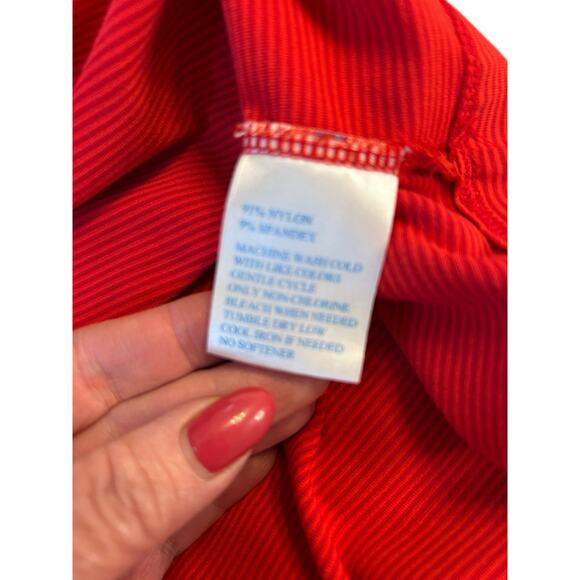 91% NYLON
9% SPANDEX
MACHINE WASH COLD
WITH LIKE COLORS
GENTLE CYCLE
ONLY NON-CHLORINE
BLEACH WHEN NEEDED
TUMBLE DRY LOW
COOL IRON IF NEEDED
NO SOFTENER